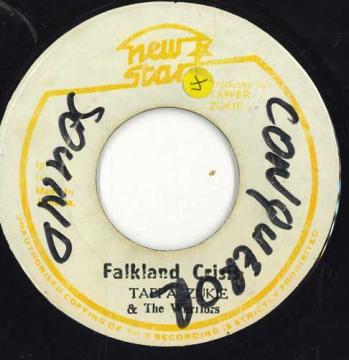 new
star
Produced by
TAPPER
ZUKIE
SOUND
CONQUEROR
Falkland Crisis
TAPPA ZUKIE
& The Warriors
UNAUTHORISED COPYING OF THIS RECORDING IS STRICTLY PROHIBITED